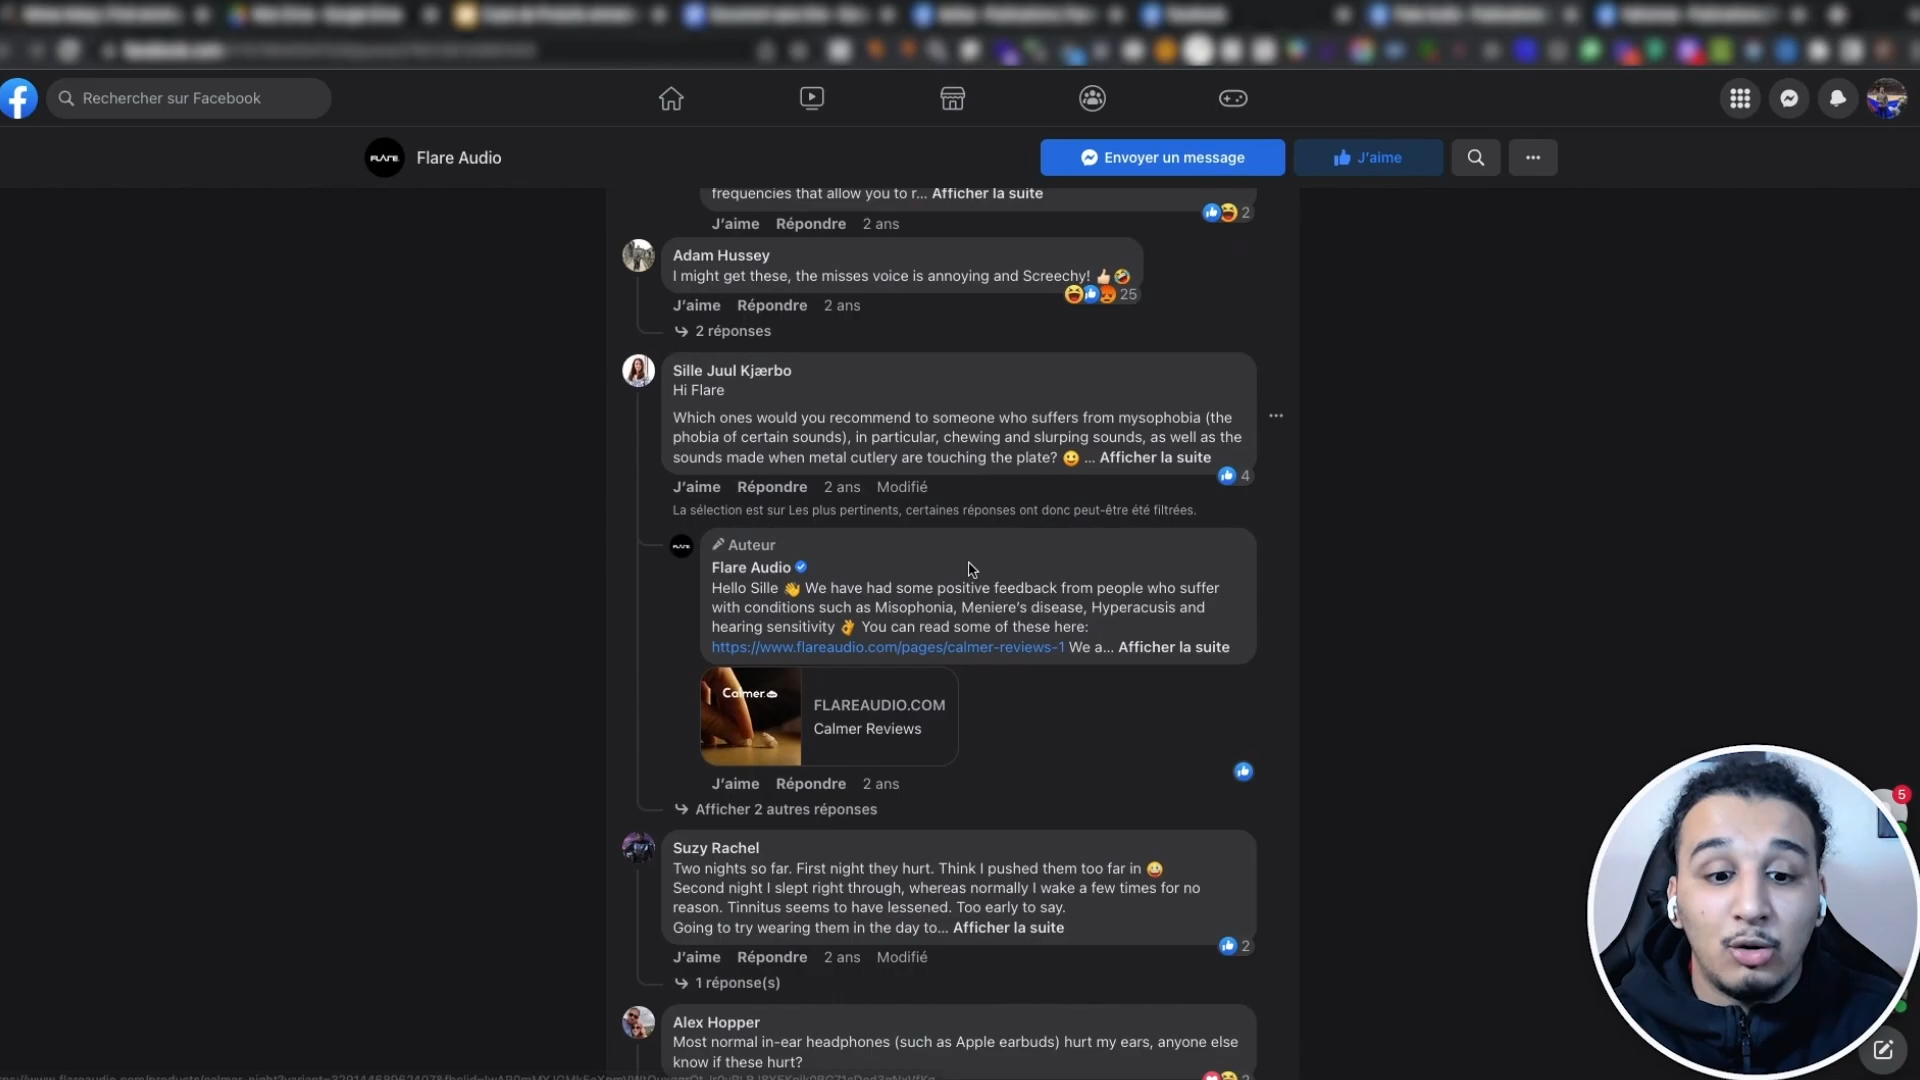 Rechercher sur Facebook
FLARE
Flare Audio
Envoyer un message
J'aime
frequencies that allow you to r... Afficher la suite
2
J'aime Répondre 2 ans
Adam Hussey
I might get these, the misses voice is annoying and Screechy! 👍🏻🤣
25
J'aime Répondre 2 ans
2 réponses
Sille Juul Kjærbo
Hi Flare
Which ones would you recommend to someone who suffers from mysophobia (the
phobia of certain sounds), in particular, chewing and slurping sounds, as well as the
sounds made when metal cutlery are touching the plate? 😀 ... Afficher la suite
4
J'aime Répondre 2 ans Modifié
La sélection est sur Les plus pertinents, certaines réponses ont donc peut-être été filtrées.
Auteur
FLARE
Flare Audio
Hello Sille 👋 We have had some positive feedback from people who suffer
with conditions such as Misophonia, Meniere's disease, Hyperacusis and
hearing sensitivity 👌 You can read some of these here:
https://www.flareaudio.com/pages/calmer-reviews-1 We a... Afficher la suite
Calmer
FLAREAUDIO.COM
Calmer Reviews
J'aime Répondre 2 ans
Afficher 2 autres réponses
5
Suzy Rachel
Two nights so far. First night they hurt. Think I pushed them too far in 😀
Second night I slept right through, whereas normally I wake a few times for no
reason. Tinnitus seems to have lessened. Too early to say.
Going to try wearing them in the day to... Afficher la suite
2
J'aime Répondre 2 ans Modifié
1 réponse(s)
Alex Hopper
Most normal in-ear headphones (such as Apple earbuds) hurt my ears, anyone else
know if these hurt?